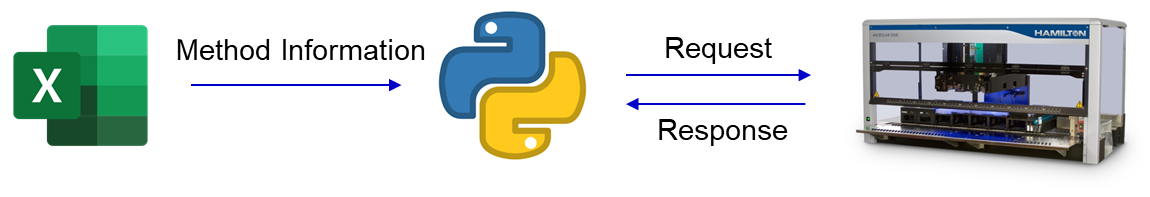 X
Method Information
Request
Response
HAMILTON